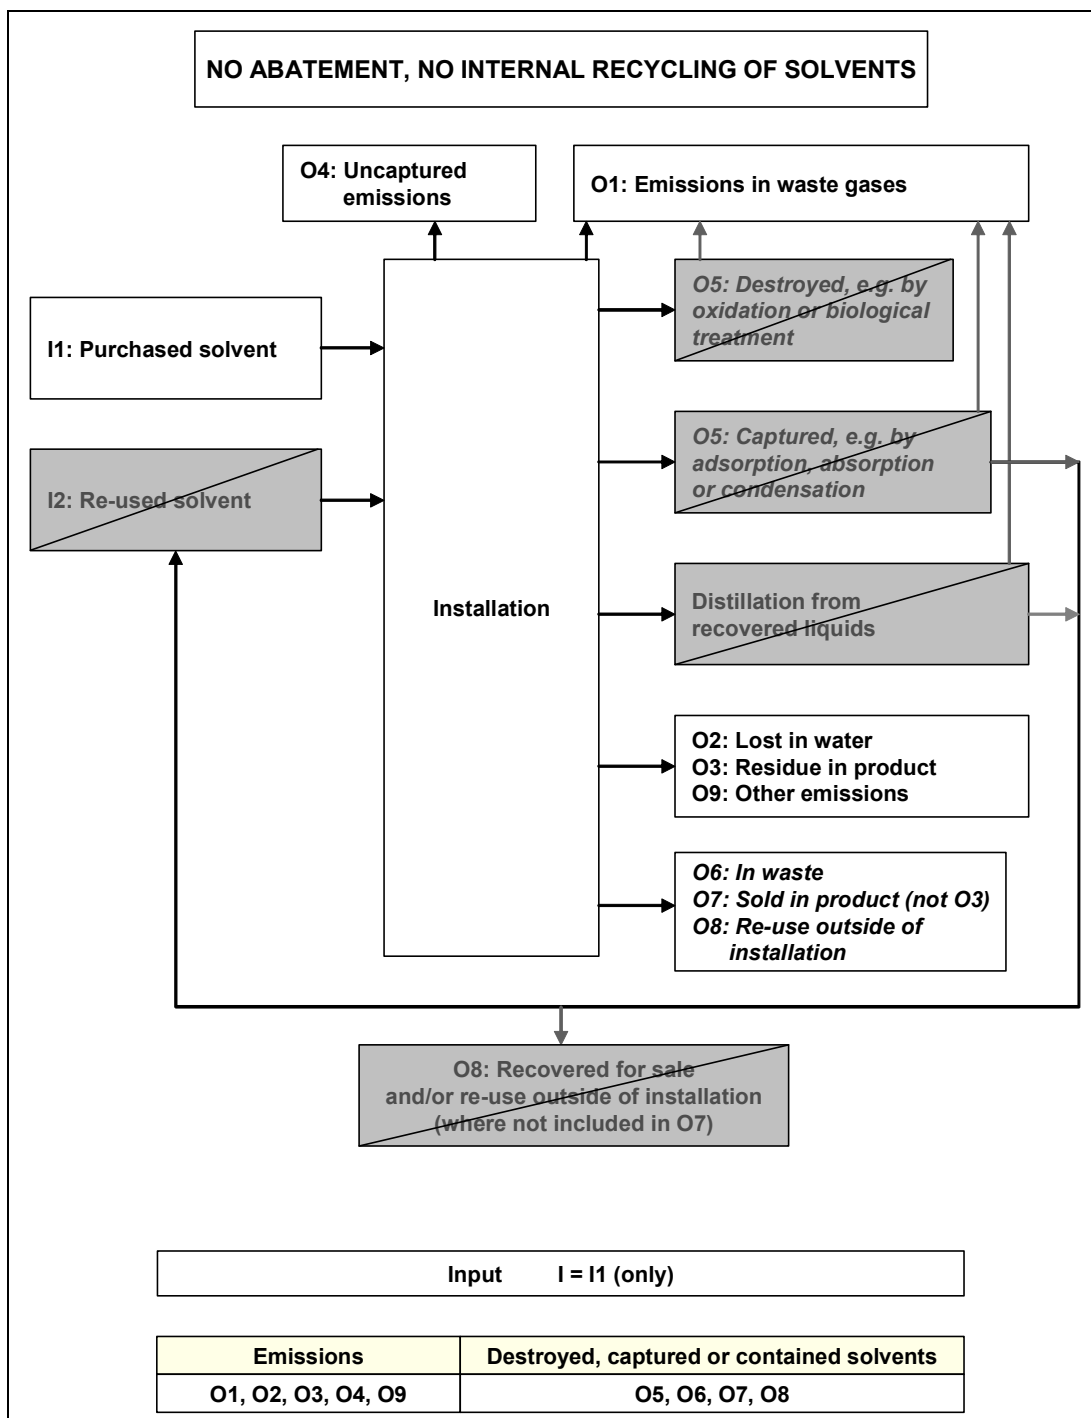 NO ABATEMENT, NO INTERNAL RECYCLING OF SOLVENTS
O4: Uncaptured
emissions
O1: Emissions in waste gases
I1: Purchased solvent
I2: Re-used solvent
Installation
O5: Destroyed, e.g. by
oxidation or biological
treatment
O5: Captured, e.g. by
adsorption, absorption
or condensation
Distillation from
recovered liquids
O2: Lost in water
O3: Residue in product
O9: Other emissions
O6: In waste
O7: Sold in product (not O3)
O8: Re-use outside of
installation
O8: Recovered for sale
and/or re-use outside of installation
(where not included in O7)
Input I = I1 (only)
Emissions Destroyed, captured or contained solvents
O1, O2, O3, O4, O9 O5, O6, O7, O8